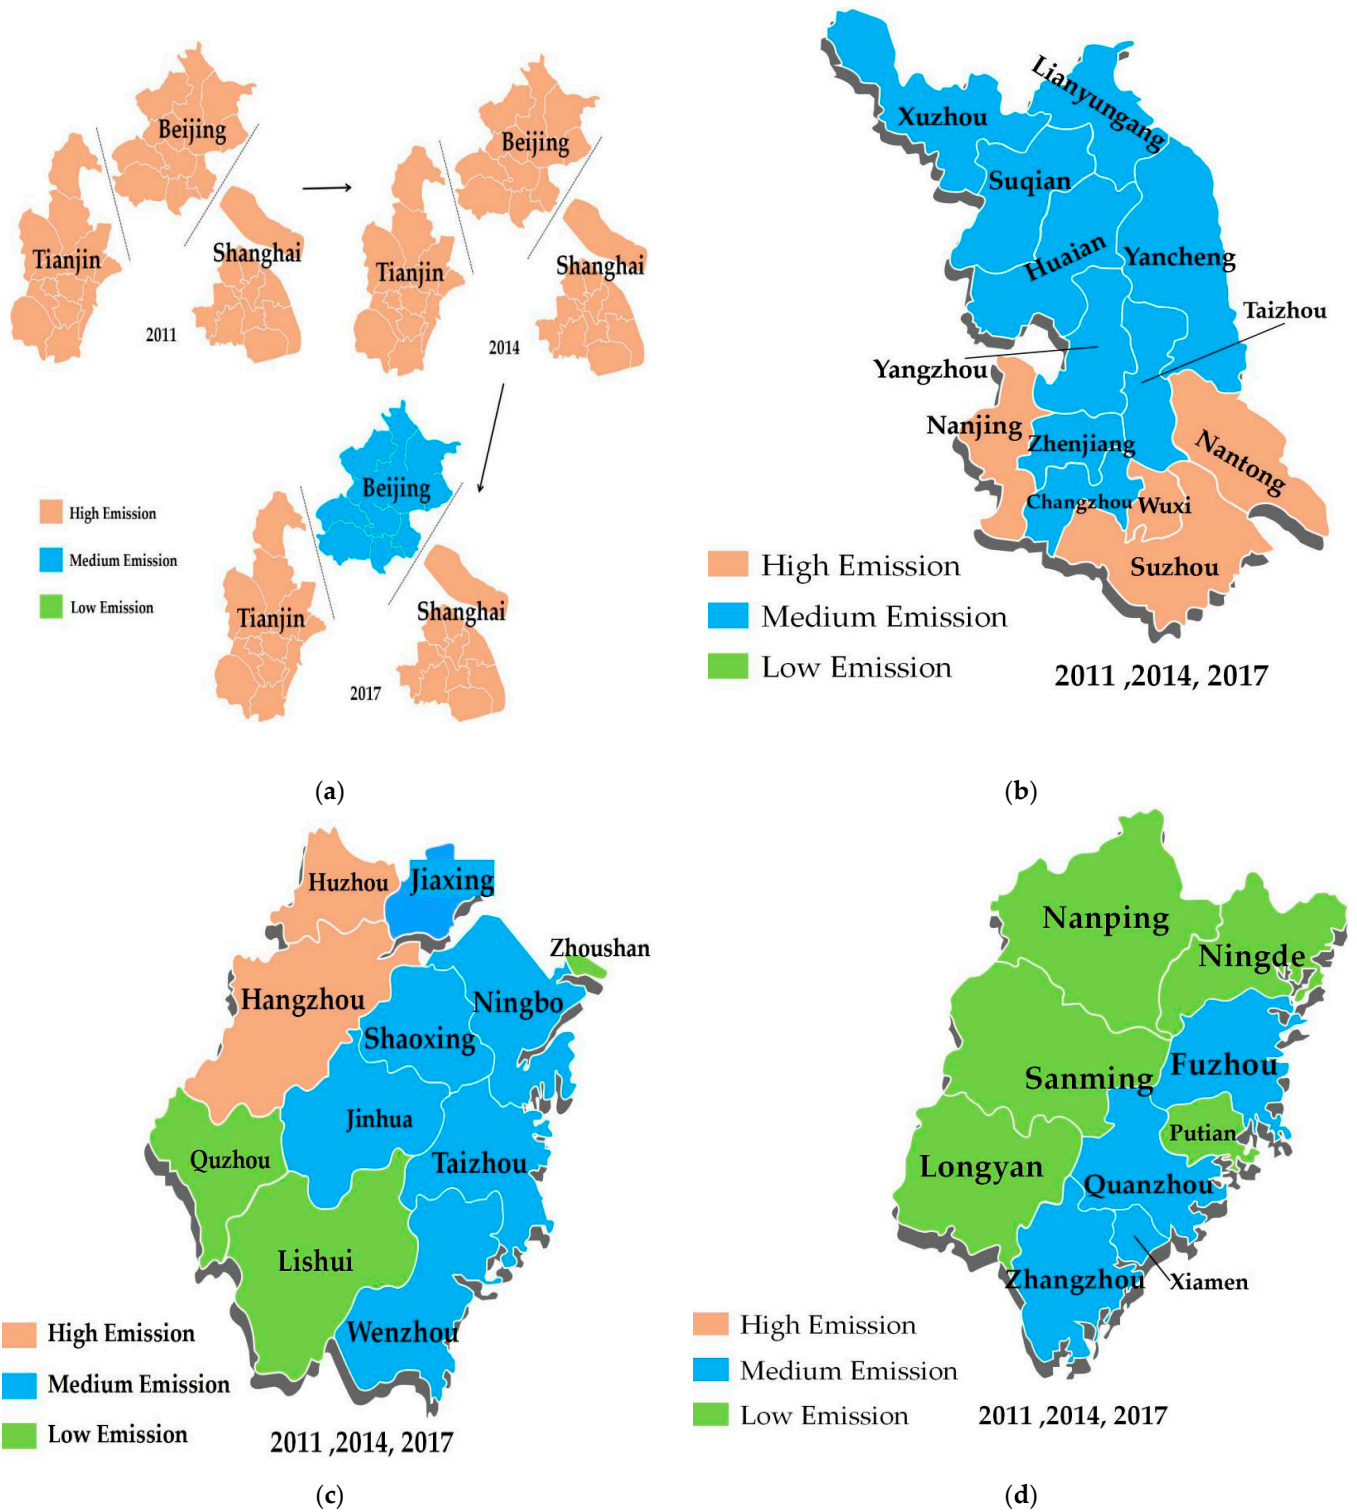 Beijing
Tianjin
Shanghai
2011
Beijing
Tianjin
Shanghai
2014
Beijing
Tianjin
Shanghai
2017
High Emission
Medium Emission
Low Emission
(a)
Xuzhou
Lianyungang
Suqian
Huaian
Yancheng
Taizhou
Yangzhou
Nanjing
Zhenjiang
Nantong
Changzhou
Wuxi
Suzhou
High Emission
Medium Emission
Low Emission
2011 ,2014, 2017
(b)
Huzhou
Jiaxing
Zhoushan
Hangzhou
Ningbo
Shaoxing
Jinhua
Quzhou
Taizhou
Lishui
Wenzhou
High Emission
Medium Emission
Low Emission
2011 ,2014, 2017
(c)
Nanping
Ningde
Sanming
Fuzhou
Putian
Longyan
Quanzhou
Zhangzhou
Xiamen
High Emission
Medium Emission
Low Emission
2011 ,2014, 2017
(d)